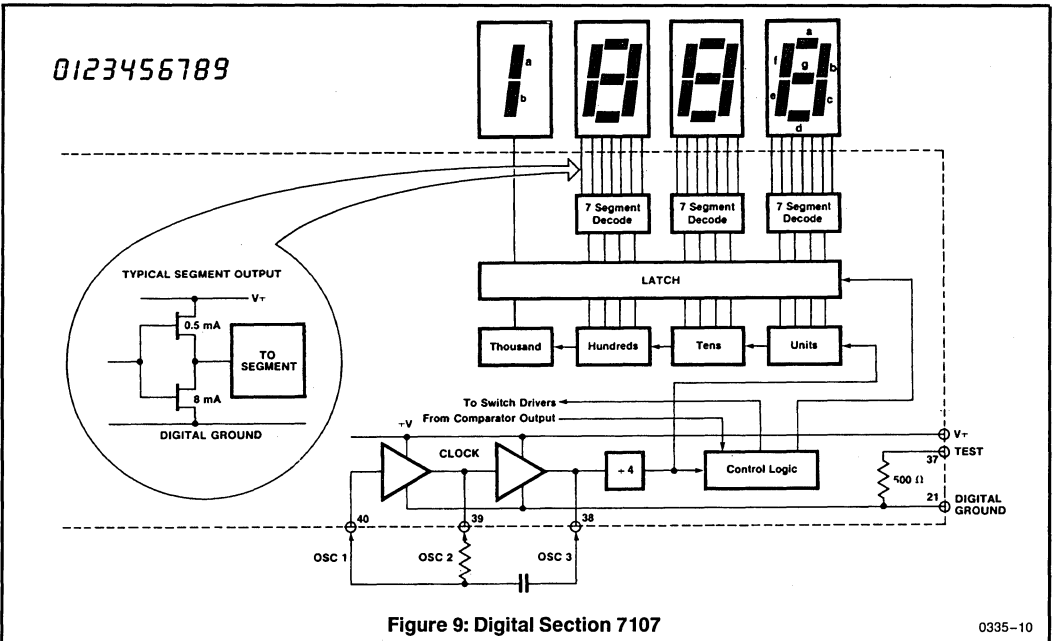 0123456789
a
b
a
f
g
b
e
c
d
7 Segment
Decode
7 Segment
Decode
7 Segment
Decode
TYPICAL SEGMENT OUTPUT
V+
0.5 mA
TO
SEGMENT
8 mA
DIGITAL GROUND
LATCH
Thousand
Hundreds
Tens
Units
To Switch Drivers
From Comparator Output
+V
V+
CLOCK
÷ 4
Control Logic
37
TEST
500 Ω
21
DIGITAL
GROUND
40
39
38
OSC 1
OSC 2
OSC 3
Figure 9: Digital Section 7107
0335-10